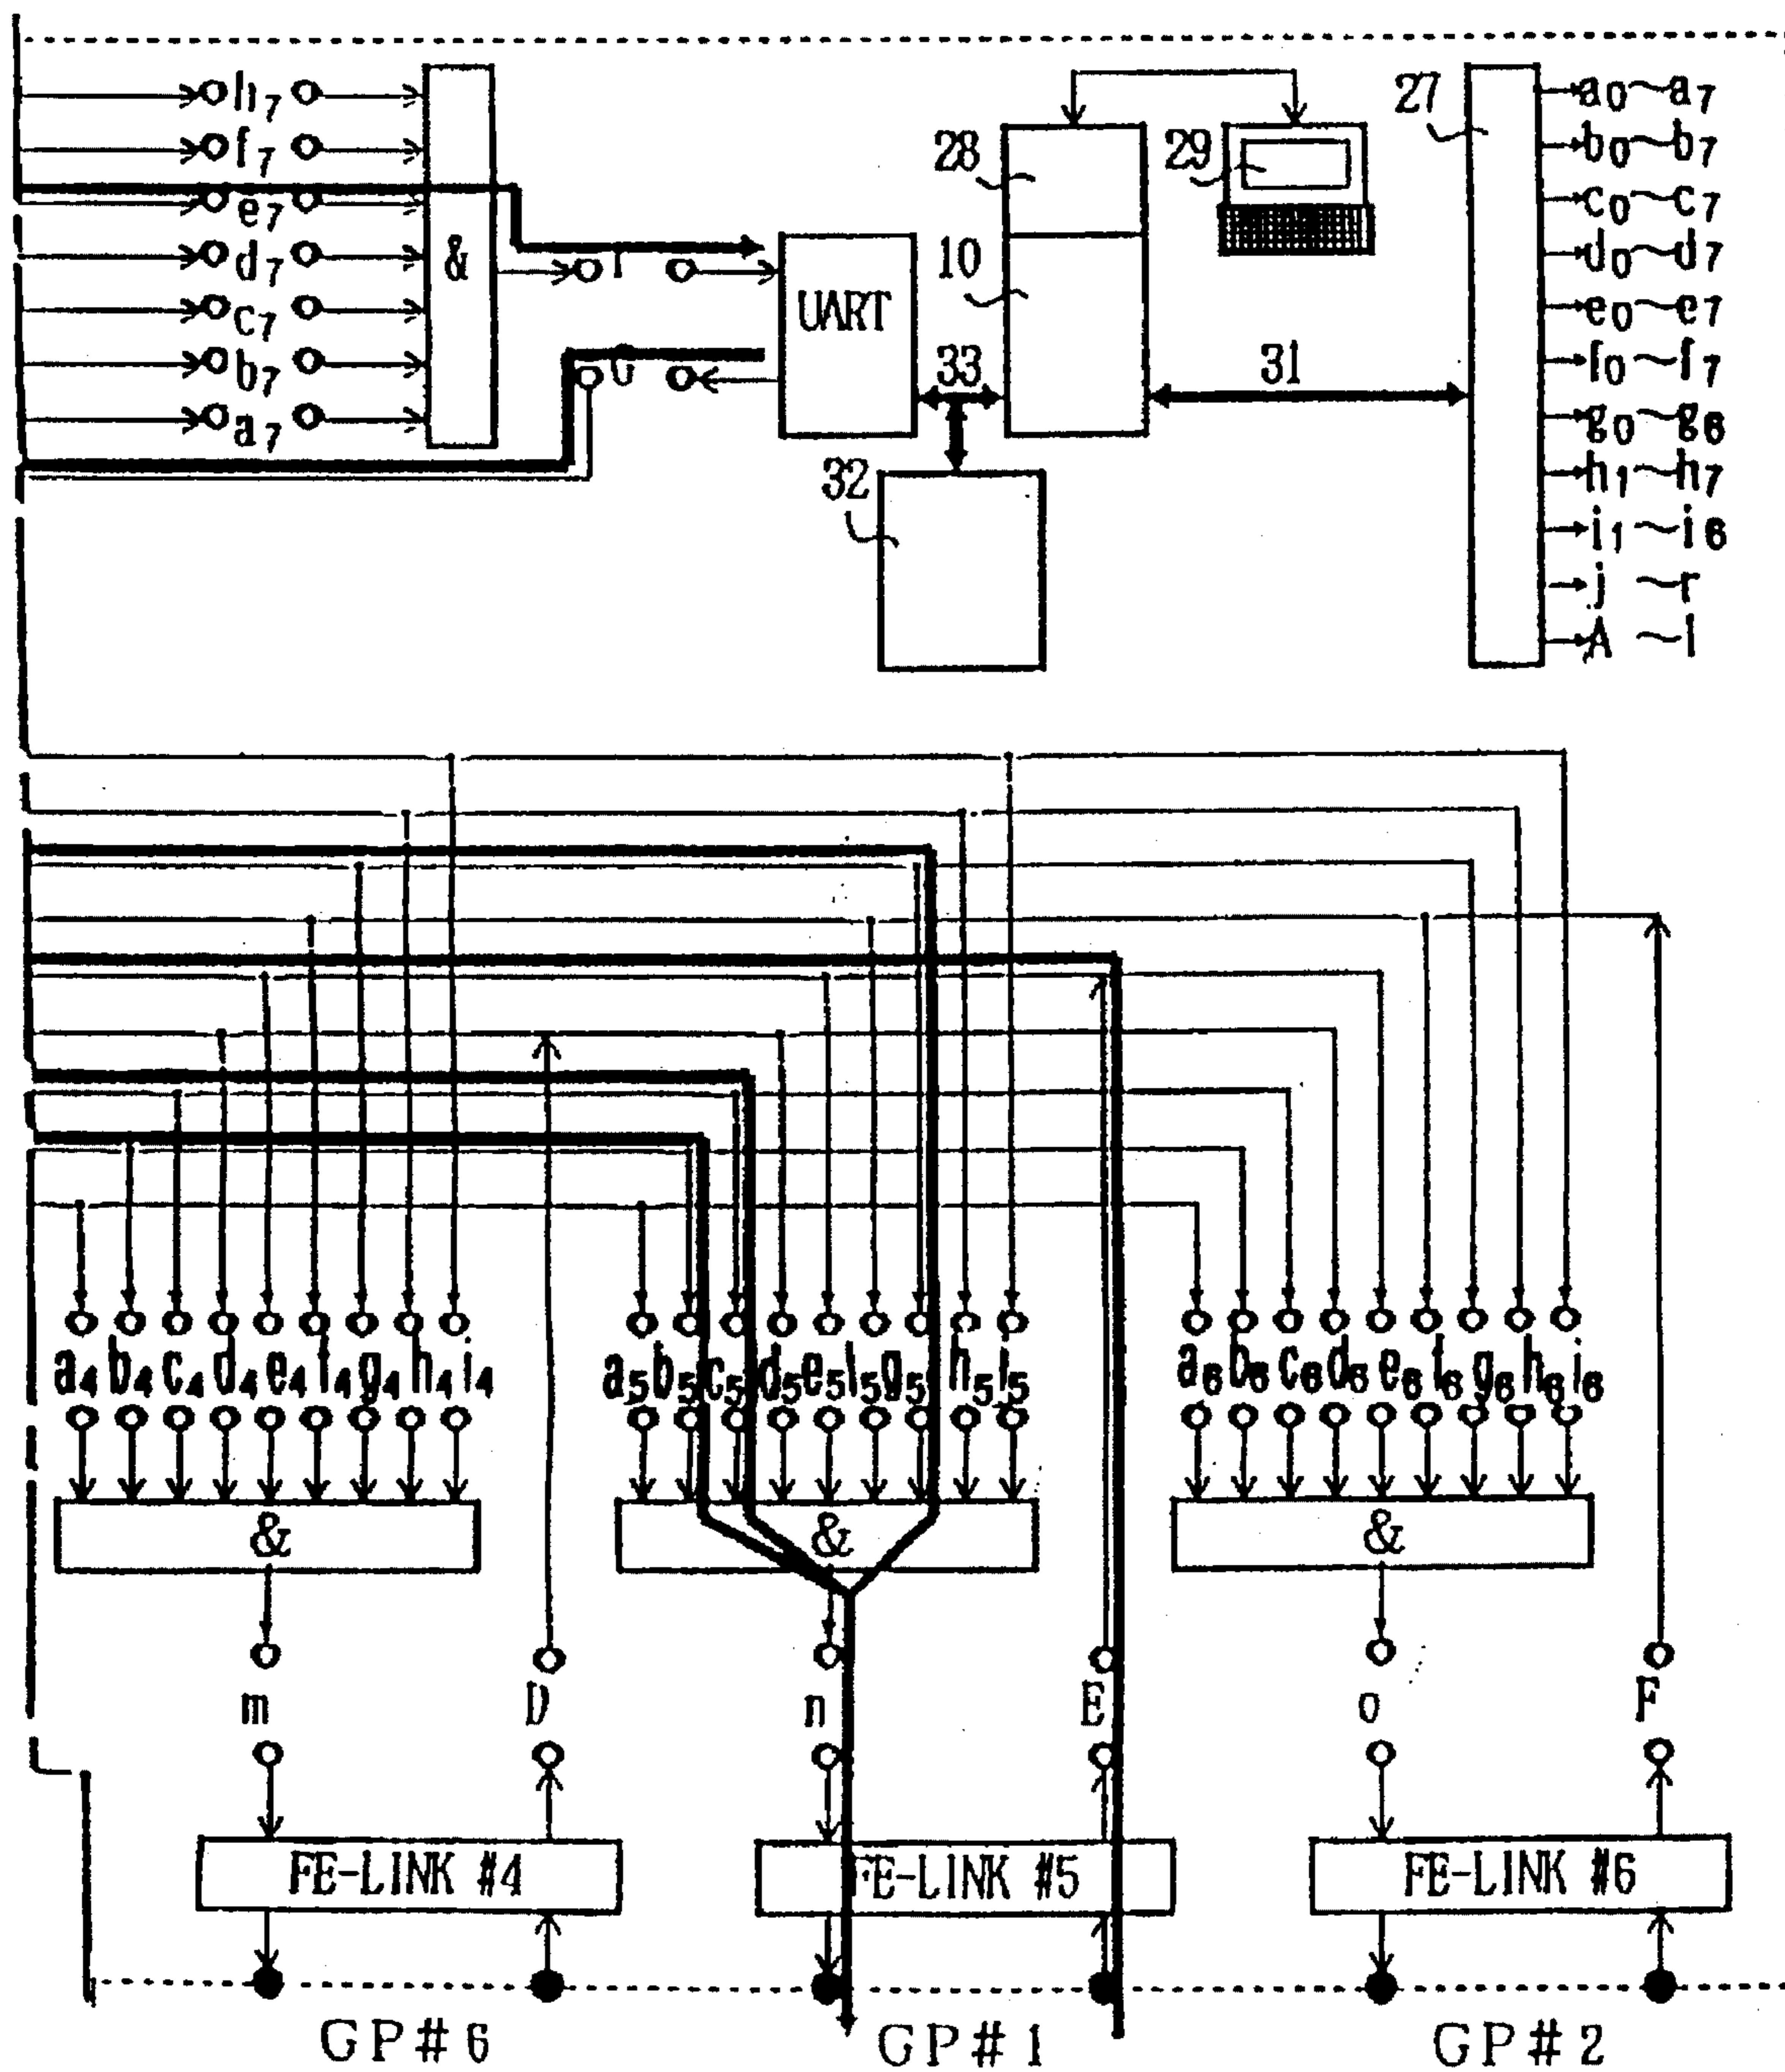 h7
f7
e7
d7
c7
b7
a7
&
UART
28
10
29
27
33
31
32
a0~a7
b0~b7
c0~c7
d0~d7
e0~e7
f0~f7
g0~g6
h1~h7
i1~i6
j~r
A~I
a4 b4 c4 d4 e4 f4 g4 h4 i4
a5 b5 c5 d5 e5 f5 g5 h5 i5
a6 b6 c6 d6 e6 f6 g6 h6 i6
& & &
m D n E o F
FE-LINK #4 FE-LINK #5 FE-LINK #6
GP#6 GP#1 GP#2